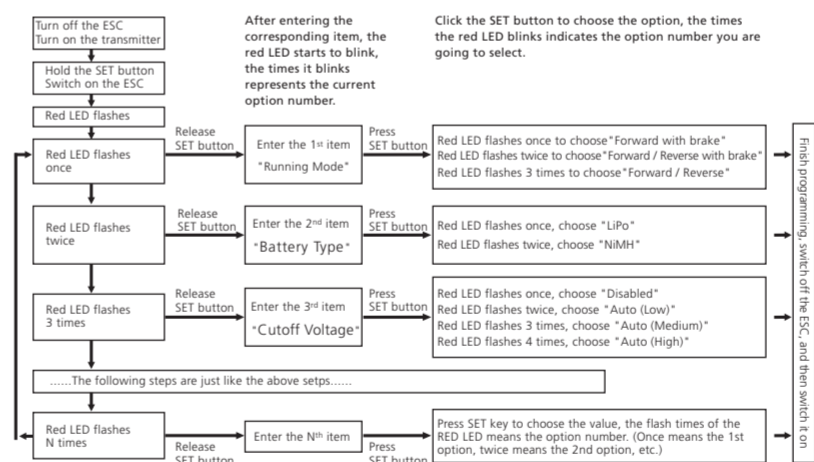 Turn off the ESC
Turn on the transmitter
After entering the
corresponding item, the
red LED starts to blink,
the times it blinks
represents the current
option number.
Click the SET button to choose the option, the times
the red LED blinks indicates the option number you are
going to select.
Hold the SET button
Switch on the ESC
Red LED flashes
Red LED flashes
once
Release
SET button
Enter the 1st item
"Running Mode"
Press
SET button
Red LED flashes once to choose"Forward with brake"
Red LED flashes twice to choose"Forward / Reverse with brake"
Red LED flashes 3 times to choose"Forward / Reverse"
Red LED flashes
twice
Release
SET button
Enter the 2nd item
"Battery Type"
Press
SET button
Red LED flashes once, choose "LiPo"
Red LED flashes twice, choose "NiMH"
Red LED flashes
3 times
Release
SET button
Enter the 3rd item
"Cutoff Voltage"
Press
SET button
Red LED flashes once, choose "Disabled"
Red LED flashes twice, choose "Auto (Low)"
Red LED flashes 3 times, choose "Auto (Medium)"
Red LED flashes 4 times, choose "Auto (High)"
......The following steps are just like the above setps......
Red LED flashes
N times
Release
SET button
Enter the Nth item
Press
SET button
Press SET key to choose the value, the flash times of the
RED LED means the option number. (Once means the 1st
option, twice means the 2nd option, etc.)
Finish programming, switch off the ESC, and then switch it on